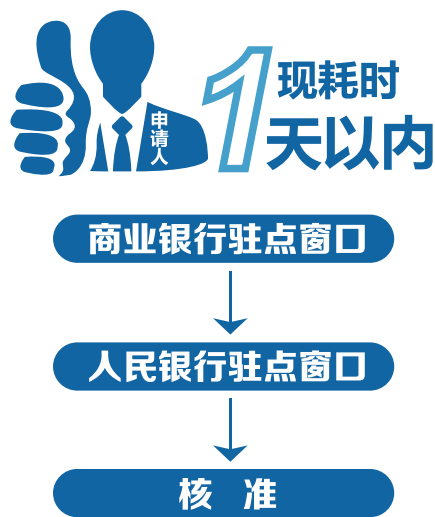 申请人
1
现耗时
天以内
商业银行驻点窗口
人民银行驻点窗口
核 准